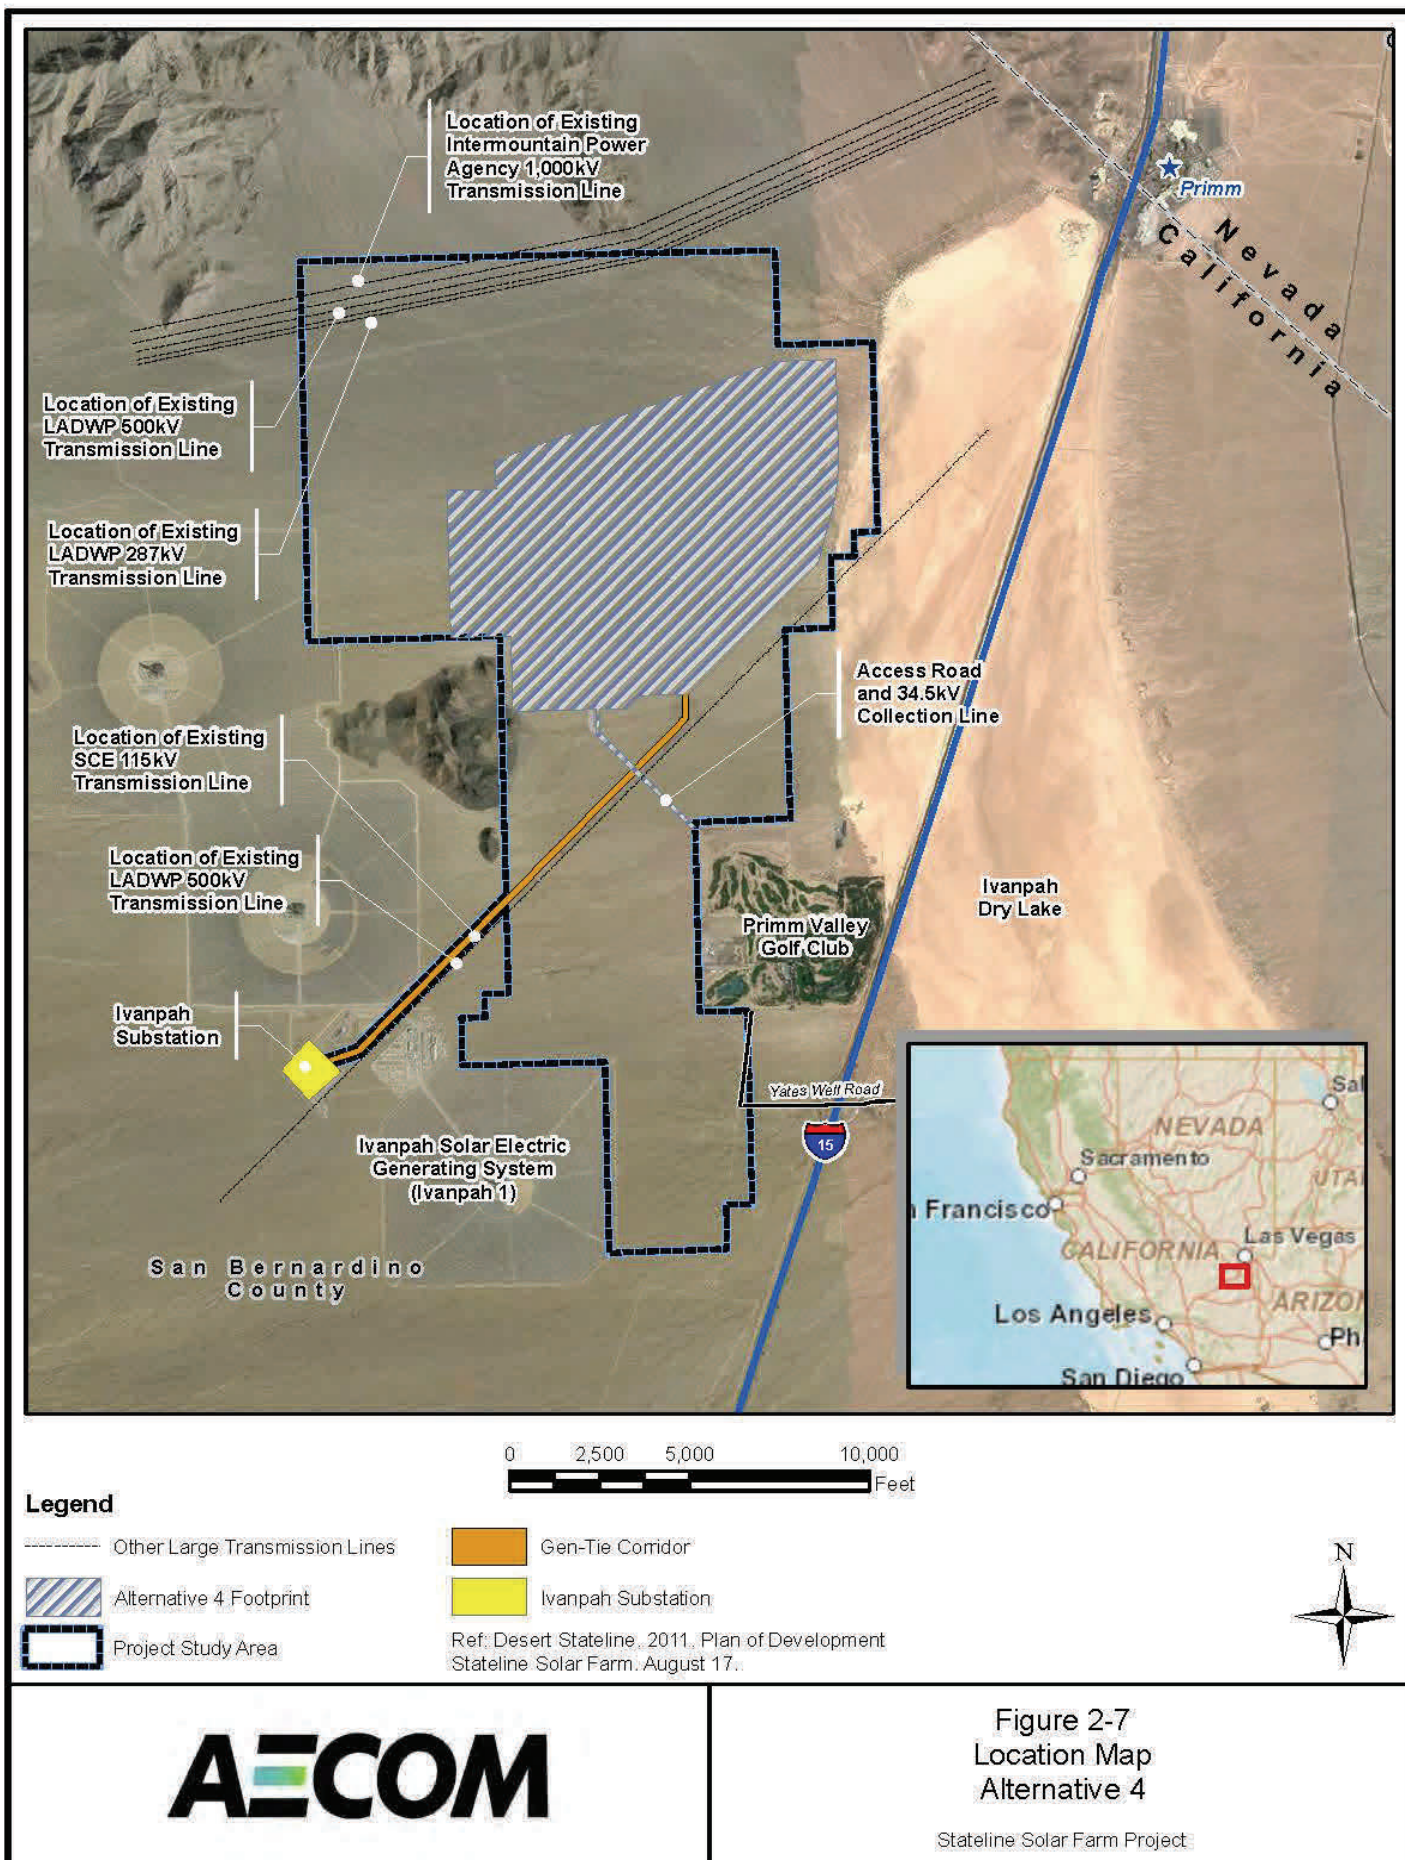 Location of Existing
Intermountain Power
Agency 1,000kV
Transmission Line
Primm
Nevada
California
Location of Existing
LADWP 500kV
Transmission Line
Location of Existing
LADWP 287kV
Transmission Line
Access Road
and 34.5kV
Collection Line
Location of Existing
SCE 115kV
Transmission Line
Location of Existing
LADWP 500kV
Transmission Line
Ivanpah
Dry Lake
Primm Valley
Golf Club
Ivanpah
Substation
Yates Well Road
15
Ivanpah Solar Electric
Generating System
(Ivanpah 1)
San Bernardino
County
Sal
NEVADA
Sacramento
UTA
n Francisco
Las Vegas
CALIFORNIA
ARIZON
Los Angeles
Ph
San Diego
0 2,500 5,000 10,000
Feet
Legend
Other Large Transmission Lines
Gen-Tie Corridor
Alternative 4 Footprint
Ivanpah Substation
Project Study Area
Ref: Desert Stateline, 2011. Plan of Development
Stateline Solar Farm. August 17.
N
AECOM
Figure 2-7
Location Map
Alternative 4
Stateline Solar Farm Project